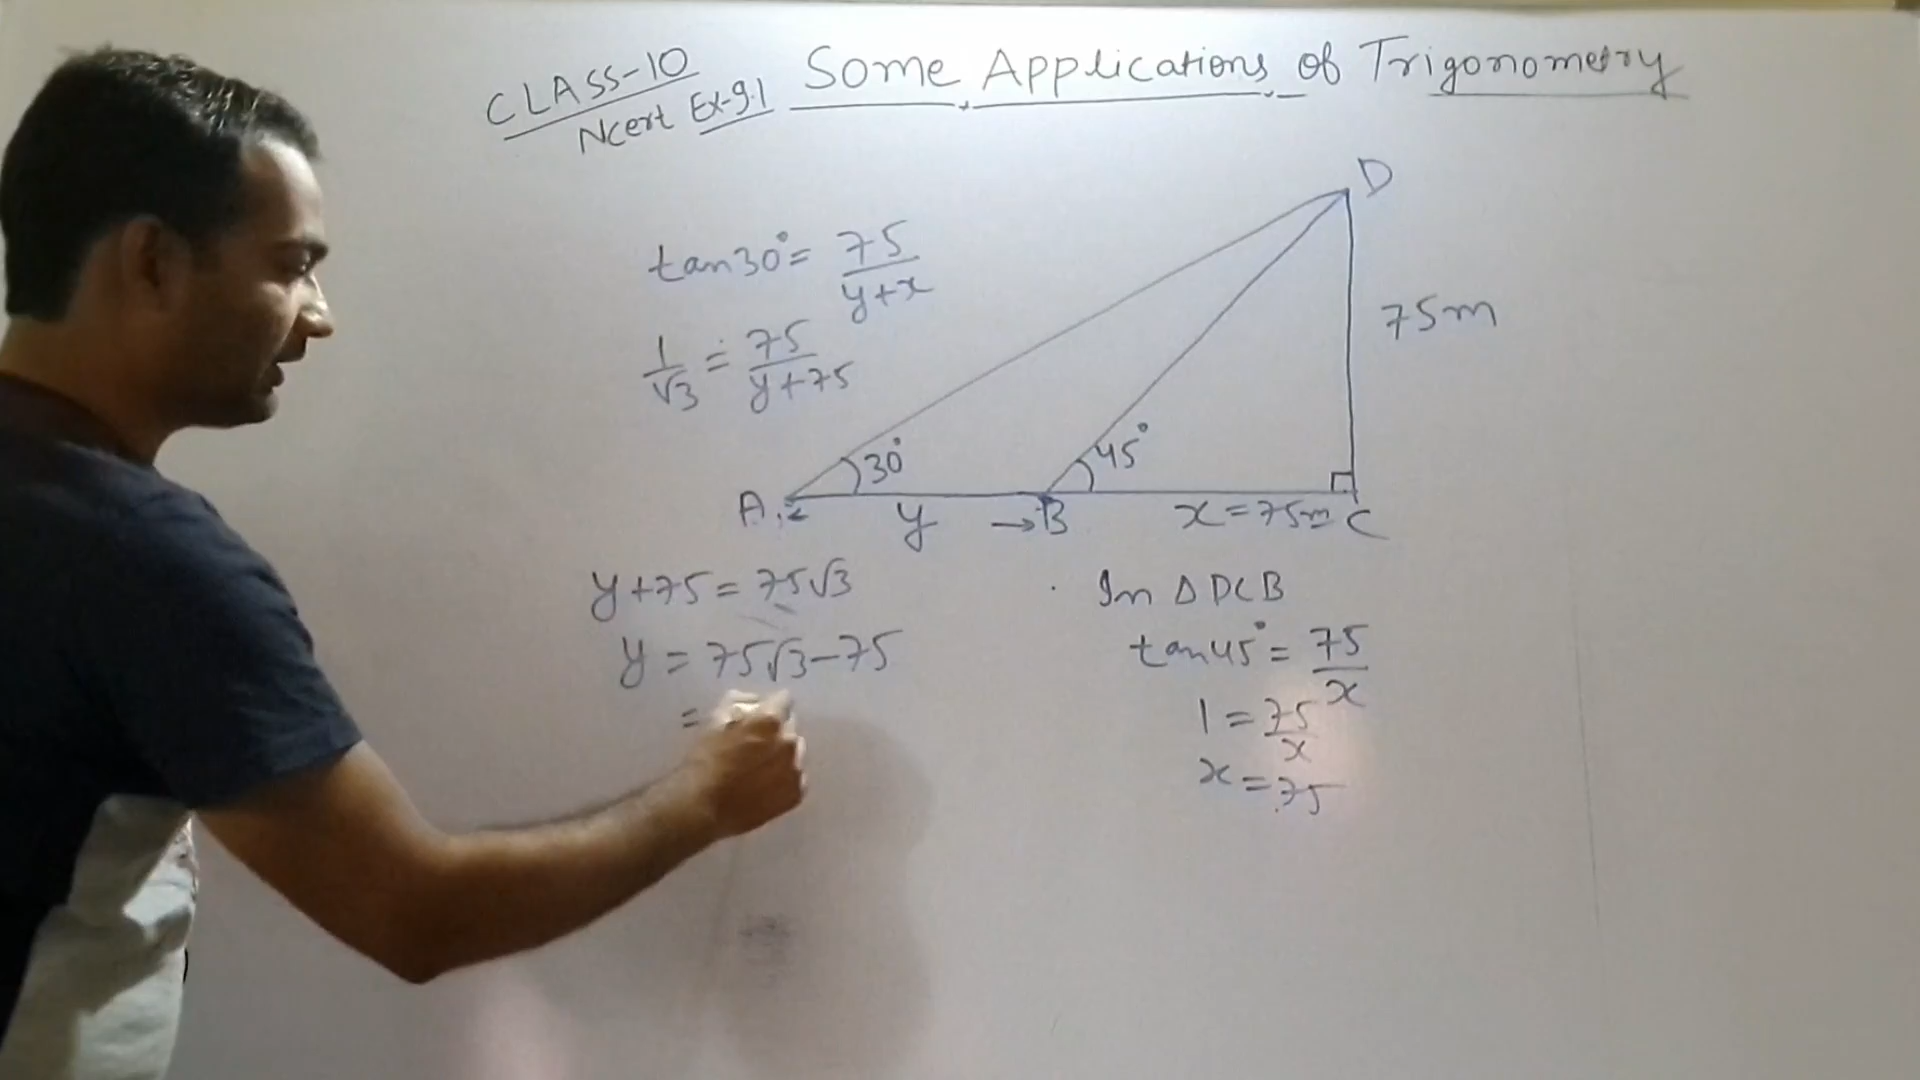 CLASS-10
Ncert Ex-9.1
Some Applications of Trigonometry
tan30° = 75/(y+x)
1/√3 = 75/(y+75)
D
75m
30°
45°
A
y
→B
x = 75m
C
y+75 = 75√3
y = 75√3-75
=
In Δ DCB
tan45° = 75/x
1 = 75/x
x = 75